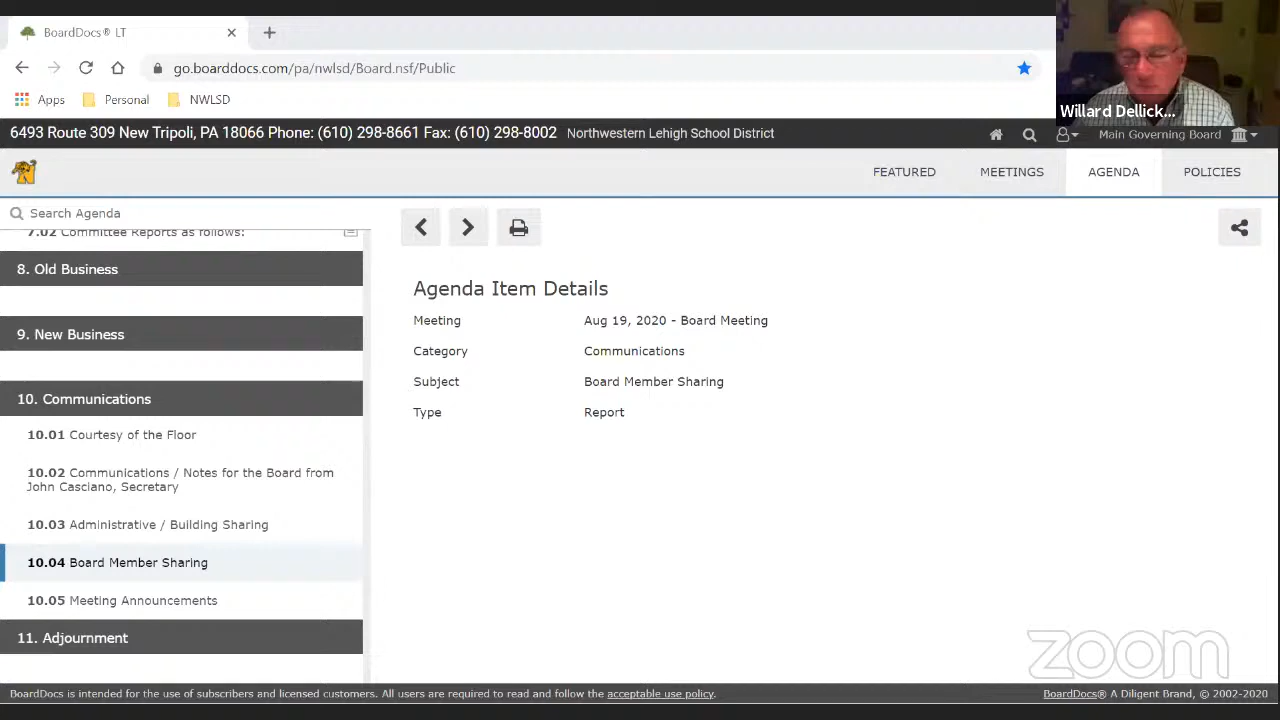 BoardDocs® LT
go.boarddocs.com/pa/nwlsd/Board.nsf/Public
Apps Personal NWLSD
Willard Dellick...
6493 Route 309 New Tripoli, PA 18066 Phone: (610) 298-8661 Fax: (610) 298-8002 Northwestern Lehigh School District
Main Governing Board
FEATURED MEETINGS AGENDA POLICIES
Search Agenda
7.02 Committee Reports as follows:
8. Old Business
9. New Business
10. Communications
10.01 Courtesy of the Floor
10.02 Communications / Notes for the Board from
John Casciano, Secretary
10.03 Administrative / Building Sharing
10.04 Board Member Sharing
10.05 Meeting Announcements
11. Adjournment
Agenda Item Details
Meeting Aug 19, 2020 - Board Meeting
Category Communications
Subject Board Member Sharing
Type Report
zoom
BoardDocs is intended for the use of subscribers and licensed customers. All users are required to read and follow the acceptable use policy.
BoardDocs® A Diligent Brand, © 2002-2020